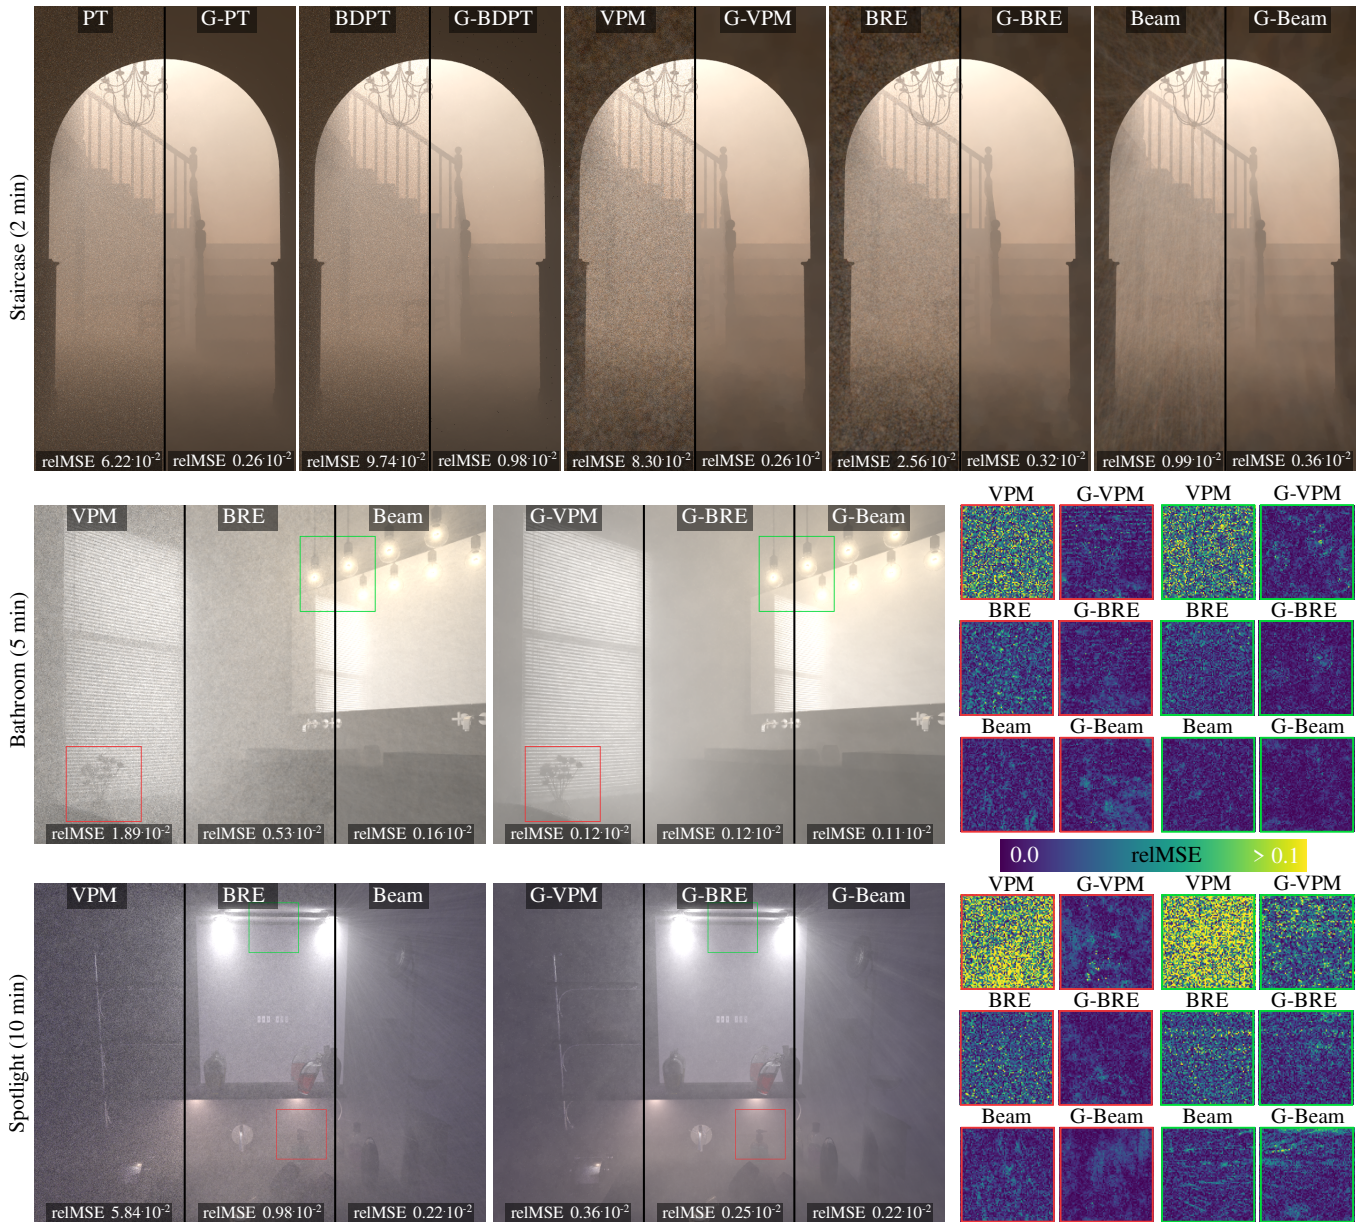 PT G-PT BDPT G-BDPT VPM G-VPM BRE G-BRE Beam G-Beam
Staircase (2 min)
relMSE 6.22·10⁻² relMSE 0.26·10⁻² relMSE 9.74·10⁻² relMSE 0.98·10⁻² relMSE 8.30·10⁻² relMSE 0.26·10⁻² relMSE 2.56·10⁻² relMSE 0.32·10⁻² relMSE 0.99·10⁻² relMSE 0.36·10⁻²
Bathroom (5 min)
VPM BRE Beam G-VPM G-BRE G-Beam
relMSE 1.89·10⁻² relMSE 0.53·10⁻² relMSE 0.16·10⁻² relMSE 0.12·10⁻² relMSE 0.12·10⁻² relMSE 0.11·10⁻²
VPM G-VPM VPM G-VPM
BRE G-BRE BRE G-BRE
Beam G-Beam Beam G-Beam
0.0 relMSE > 0.1
Spotlight (10 min)
VPM BRE Beam G-VPM G-BRE G-Beam
relMSE 5.84·10⁻² relMSE 0.98·10⁻² relMSE 0.22·10⁻² relMSE 0.36·10⁻² relMSE 0.25·10⁻² relMSE 0.22·10⁻²
VPM G-VPM VPM G-VPM
BRE G-BRE BRE G-BRE
Beam G-Beam Beam G-Beam